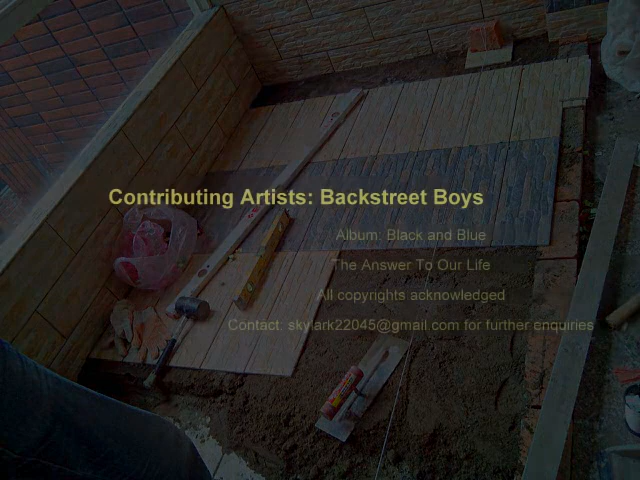 Contributing Artists: Backstreet Boys
Album: Black and Blue
The Answer To Our Life
All copyrights acknowledged
Contact: skylark22045@gmail.com for further enquiries